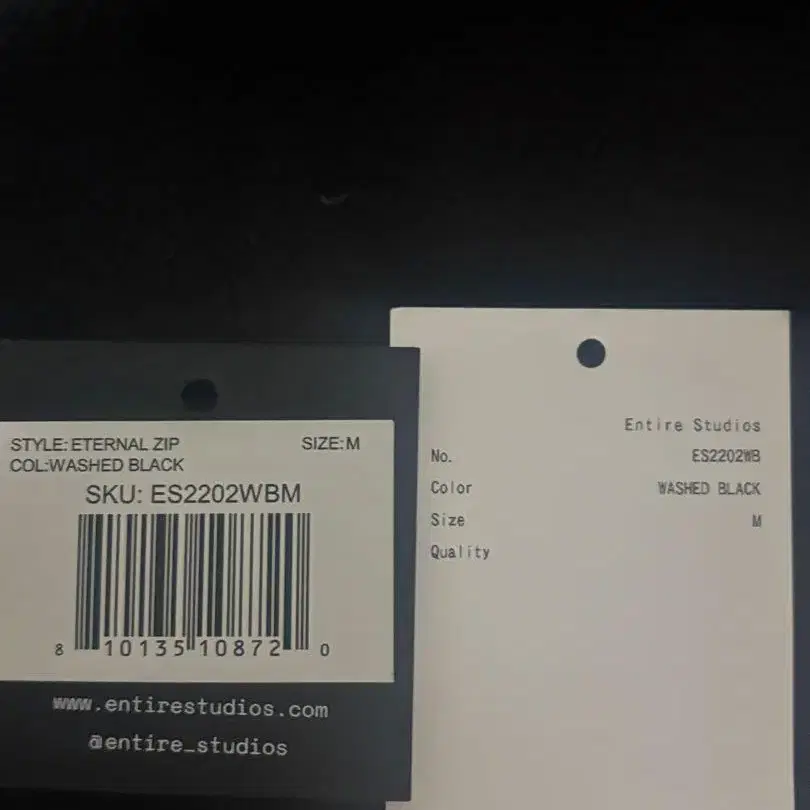 STYLE: ETERNAL ZIP SIZE: M
COL:WASHED BLACK
SKU: ES2202WBM
8 10135 10872 0
www.entirestudios.com
@entire_studios
Entire Studios
No. ES2202WB
Color WASHED BLACK
Size M
Quality